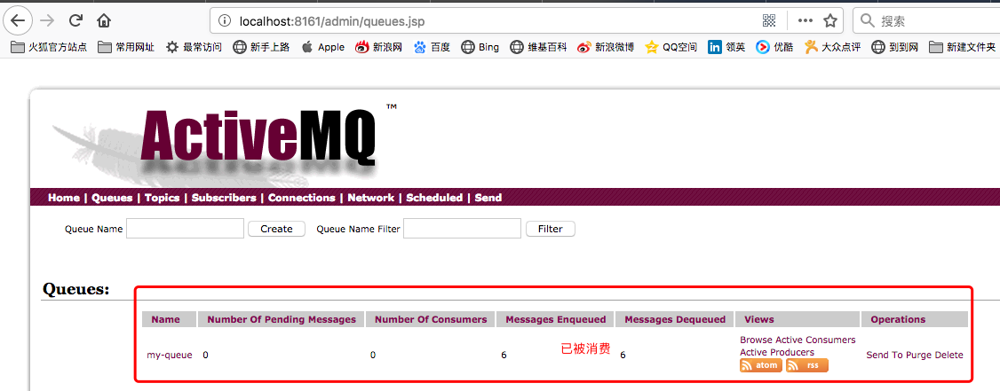 localhost:8161/admin/queues.jsp 搜索
火狐官方站点 常用网址 最常访问 新手上路 Apple 新浪网 百度 Bing 维基百科 新浪微博 QQ空间 领英 优酷 大众点评 到到网 新建文件夹
ActiveMQ ™
Home | Queues | Topics | Subscribers | Connections | Network | Scheduled | Send
Queue Name Create Queue Name Filter Filter
Queues:
Name Number Of Pending Messages Number Of Consumers Messages Enqueued Messages Dequeued Views Operations
my-queue 0 0 6 已被消费 6 Browse Active Consumers Send To Purge Delete
Active Producers
atom rss